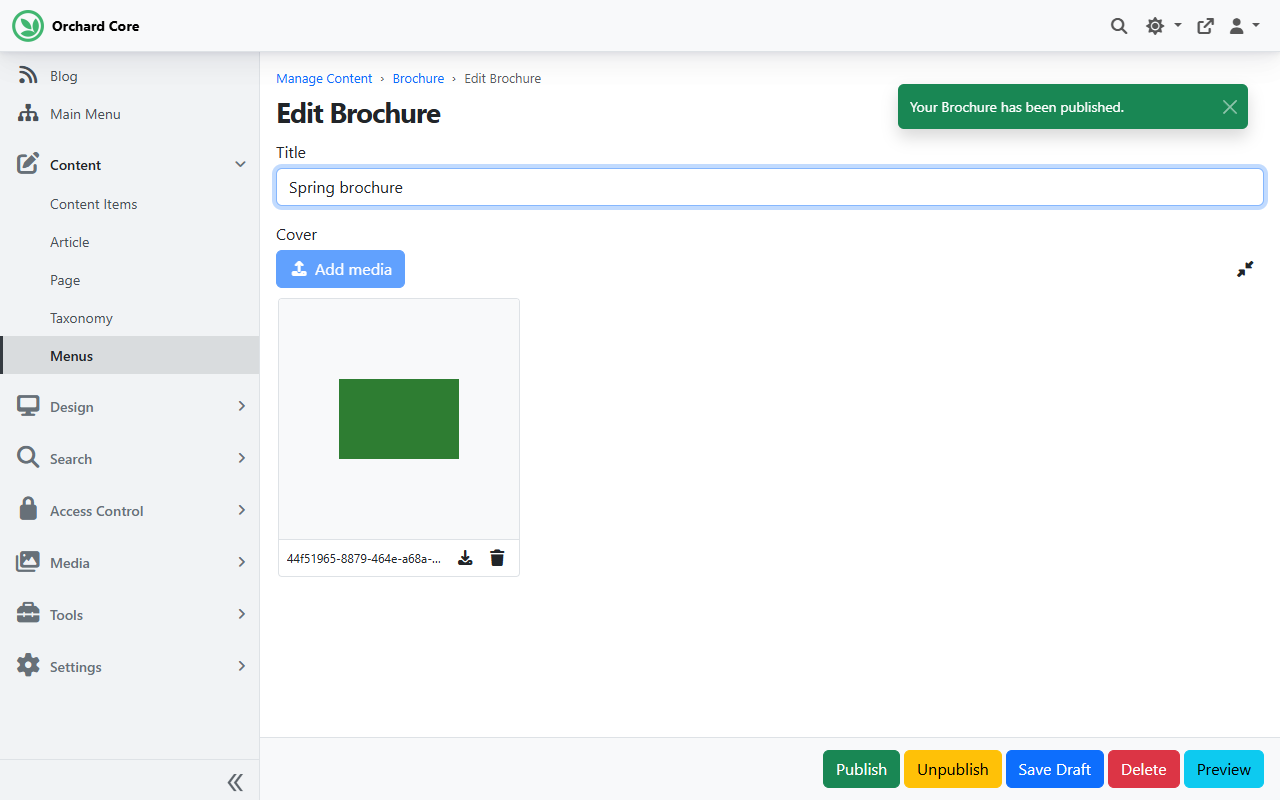 Orchard Core
Blog
Main Menu
Content
Content Items
Article
Page
Taxonomy
Menus
Design
Search
Access Control
Media
Tools
Settings
Manage Content › Brochure › Edit Brochure
Edit Brochure
Your Brochure has been published.
Title
Spring brochure
Cover
Add media
44f51965-8879-464e-a68a-...
Publish
Unpublish
Save Draft
Delete
Preview